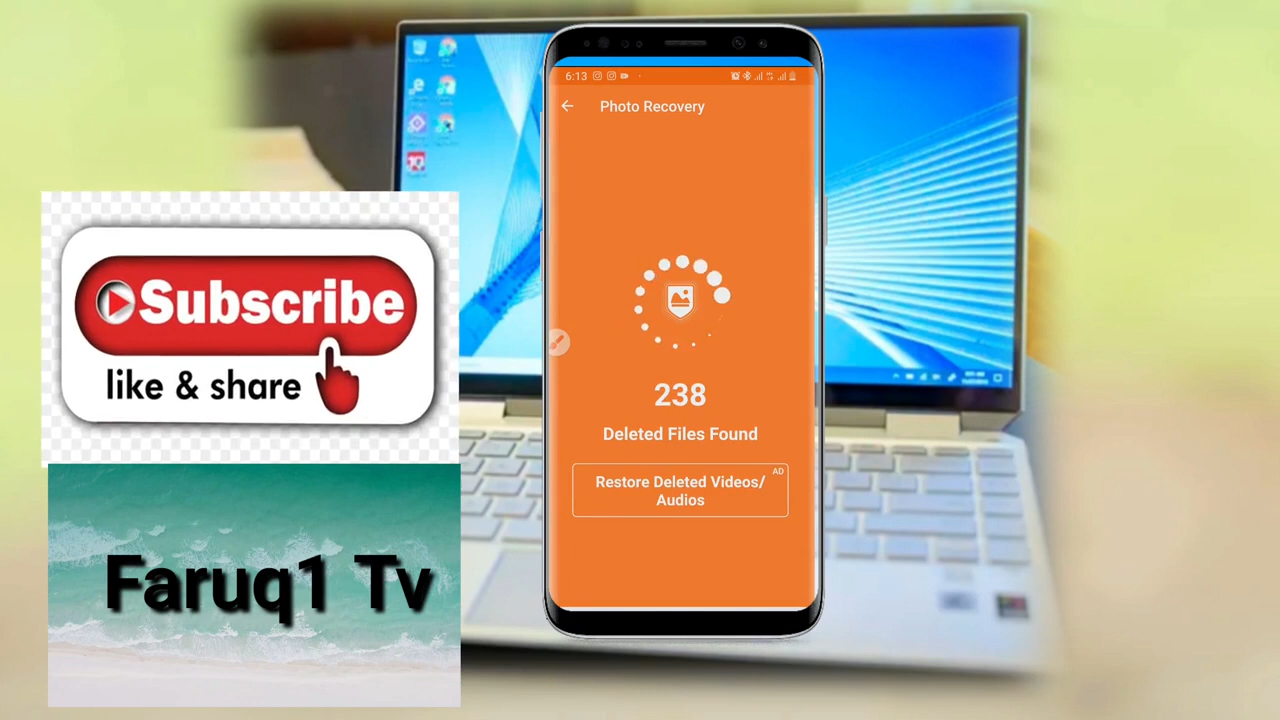 6:13
Photo Recovery
238
Deleted Files Found
AD
Restore Deleted Videos/
Audios
Subscribe
like & share
Faruq1 Tv